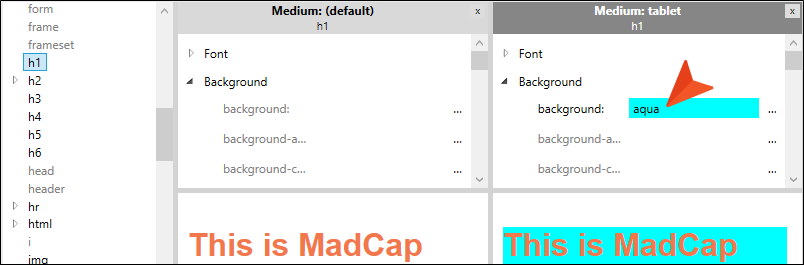 form
frame
frameset
h1
h2
h3
h4
h5
h6
head
header
hr
html
i
img
Medium: (default) x
h1
Font
Background
background: ...
background-a... ...
background-c... ...
This is MadCap
Medium: tablet x
h1
Font
Background
background: aqua ...
background-a... ...
background-c... ...
This is MadCap